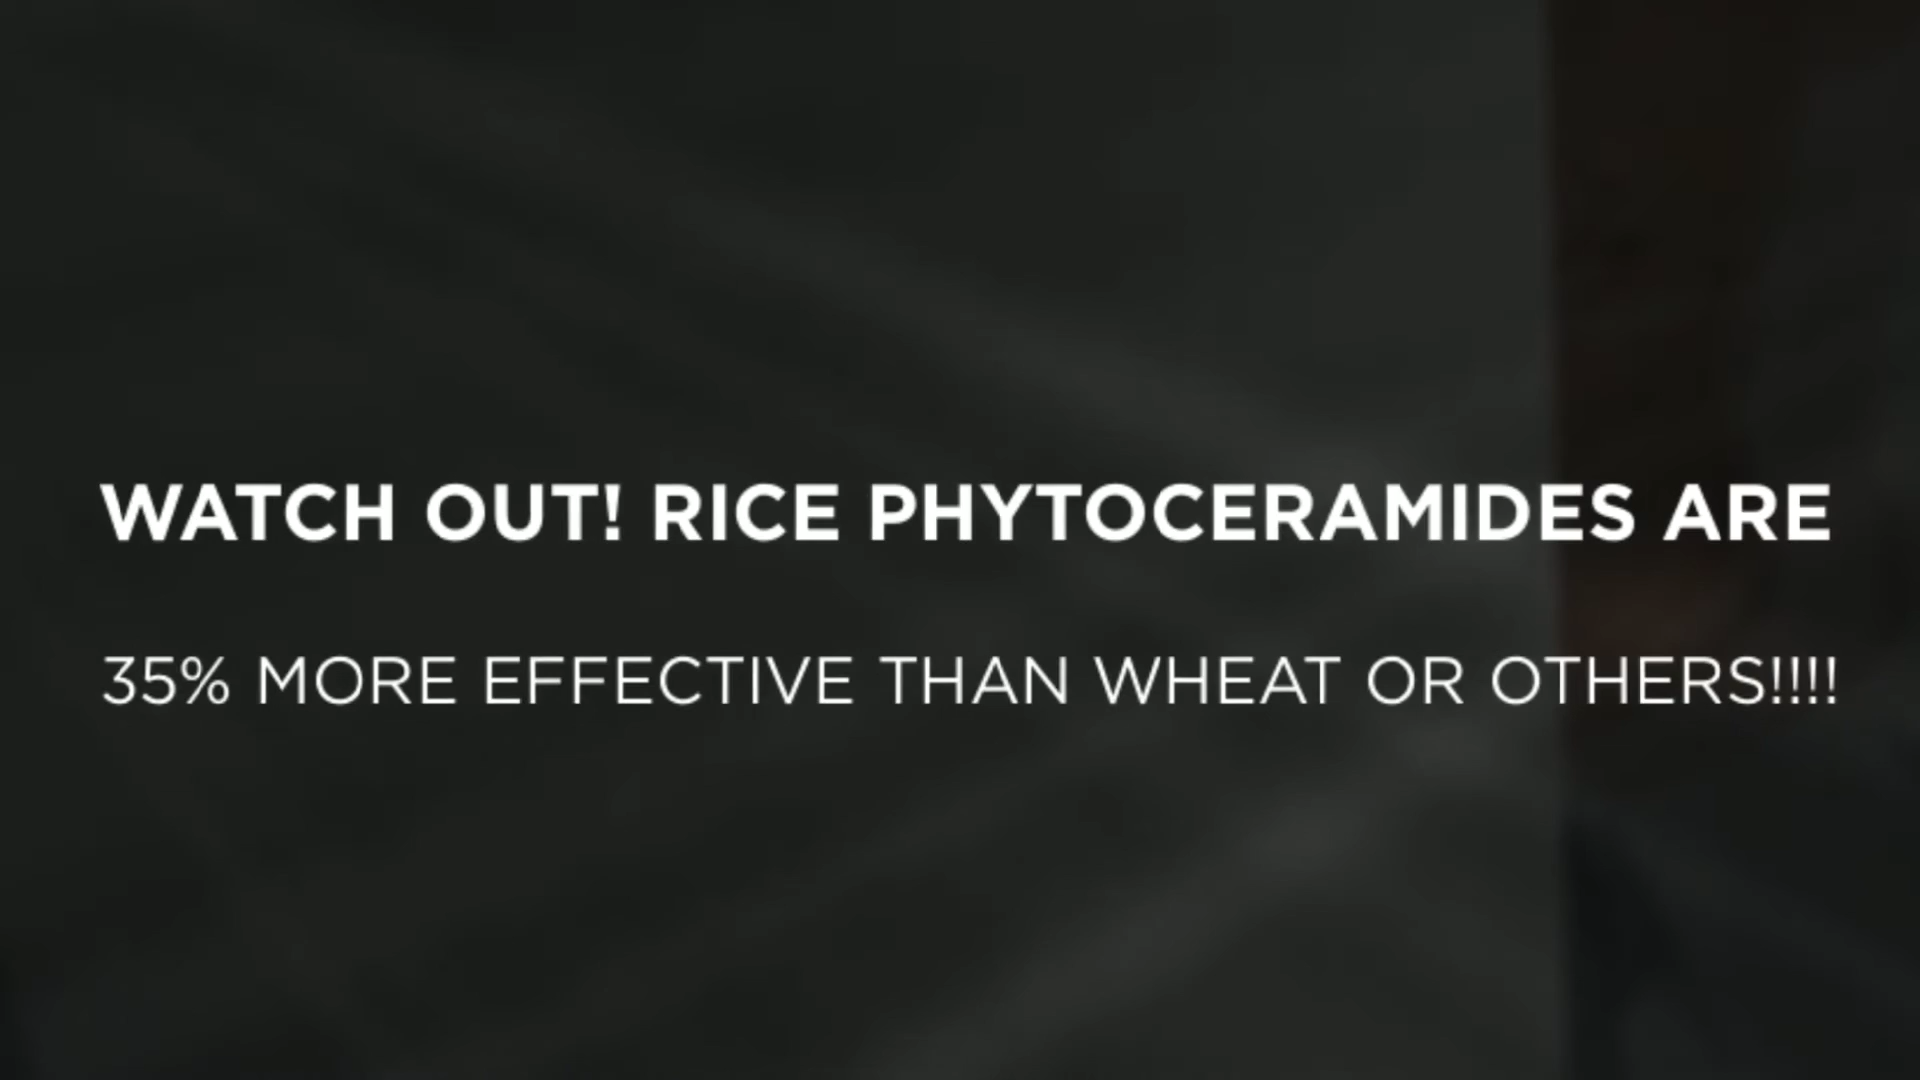 WATCH OUT! RICE PHYTOCERAMIDES ARE
35% MORE EFFECTIVE THAN WHEAT OR OTHERS!!!!